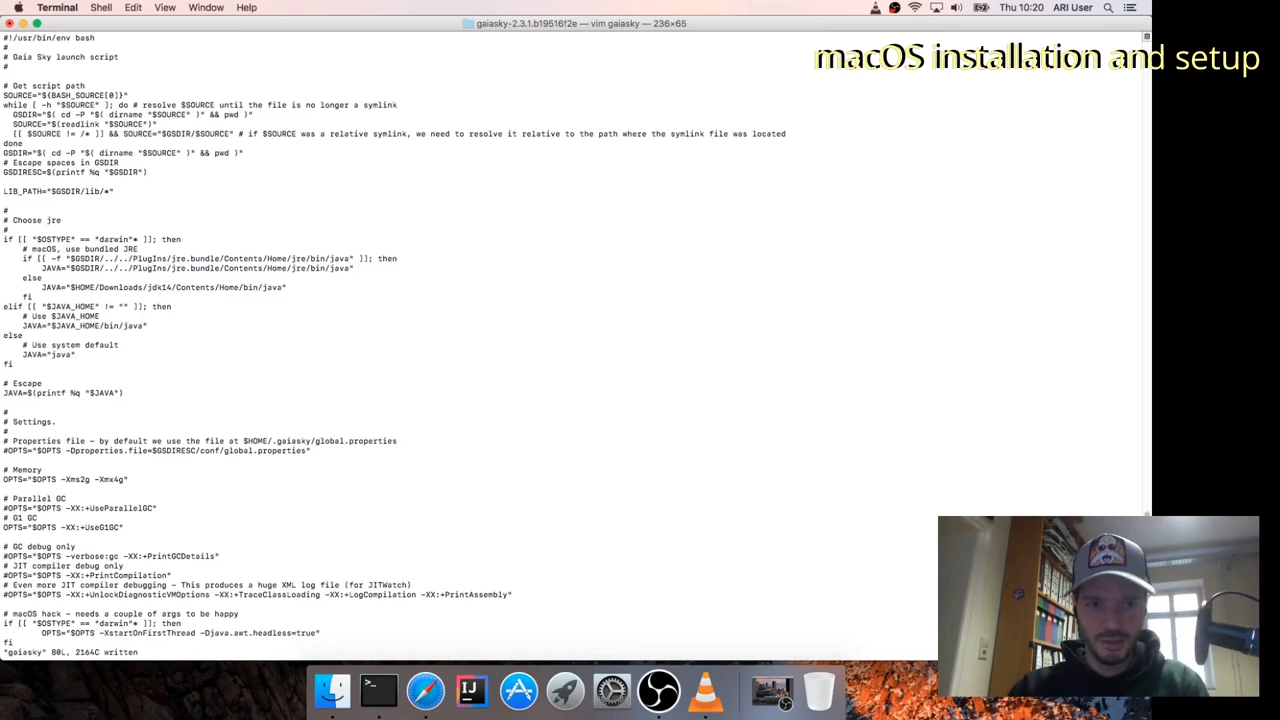 Terminal Shell Edit View Window Help Thu 10:20 ARI User
gaiasky-2.3.1.b19516f2e — vim gaiasky — 236×65
macOS installation and setup
#!/usr/bin/env bash
#
# Gaia Sky launch script
#
# Get script path
SOURCE="${BASH_SOURCE[0]}"
while [ -h "$SOURCE" ]; do # resolve $SOURCE until the file is no longer a symlink
GSDIR="$( cd -P "$( dirname "$SOURCE" )" && pwd )"
SOURCE="$(readlink "$SOURCE")"
[[ $SOURCE != /* ]] && SOURCE="$GSDIR/$SOURCE" # if $SOURCE was a relative symlink, we need to resolve it relative to the path where the symlink file was located
done
GSDIR="$( cd -P "$( dirname "$SOURCE" )" && pwd )"
# Escape spaces in GSDIR
GSDIRESC=$(printf %q "$GSDIR")
LIB_PATH="$GSDIR/lib/*"
#
# Choose jre
#
if [[ "$OSTYPE" == "darwin"* ]]; then
# macOS, use bundled JRE
if [[ -f "$GSDIR/../../PlugIns/jre.bundle/Contents/Home/jre/bin/java" ]]; then
JAVA="$GSDIR/../../PlugIns/jre.bundle/Contents/Home/jre/bin/java"
else
JAVA="$HOME/Downloads/jdk14/Contents/Home/bin/java"
fi
elif [[ "$JAVA_HOME" != "" ]]; then
# Use $JAVA_HOME
JAVA="$JAVA_HOME/bin/java"
else
# Use system default
JAVA="java"
fi
# Escape
JAVA=$(printf %q "$JAVA")
#
# Settings.
#
# Properties file - by default we use the file at $HOME/.gaiasky/global.properties
#OPTS="$OPTS -Dproperties.file=$GSDIRESC/conf/global.properties"
# Memory
OPTS="$OPTS -Xms2g -Xmx4g"
# Parallel GC
#OPTS="$OPTS -XX:+UseParallelGC"
# G1 GC
OPTS="$OPTS -XX:+UseG1GC"
# GC debug only
#OPTS="$OPTS -verbose:gc -XX:+PrintGCDetails"
# JIT compiler debug only
#OPTS="$OPTS -XX:+PrintCompilation"
# Even more JIT compiler debugging - This produces a huge XML log file (for JITWatch)
#OPTS="$OPTS -XX:+UnlockDiagnosticVMOptions -XX:+TraceClassLoading -XX:+LogCompilation -XX:+PrintAssembly"
# macOS hack - needs a couple of args to be happy
if [[ "$OSTYPE" == "darwin"* ]]; then
OPTS="$OPTS -XstartOnFirstThread -Djava.awt.headless=true"
fi
"gaiasky" 80L, 2164C written
>_
IJ